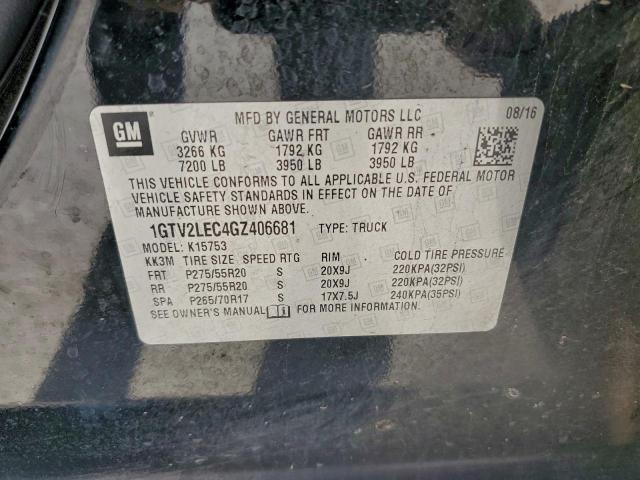 GM
MFD BY GENERAL MOTORS LLC 08/16
GVWR GAWR FRT GAWR RR
3266 KG 1792 KG 1792 KG
7200 LB 3950 LB 3950 LB
THIS VEHICLE CONFORMS TO ALL APPLICABLE U.S. FEDERAL MOTOR
VEHICLE SAFETY STANDARDS IN EFFECT ON THE DATE OF
MANUFACTURE SHOWN ABOVE.
1GTV2LEC4GZ406681 TYPE: TRUCK
MODEL: K15753
KK3M TIRE SIZE SPEED RTG RIM COLD TIRE PRESSURE
FRT P275/55R20 S 20X9J 220KPA(32PSI)
RR P275/55R20 S 20X9J 220KPA(32PSI)
SPA P265/70R17 S 17X7.5J 240KPA(35PSI)
SEE OWNER'S MANUAL FOR MORE INFORMATION.